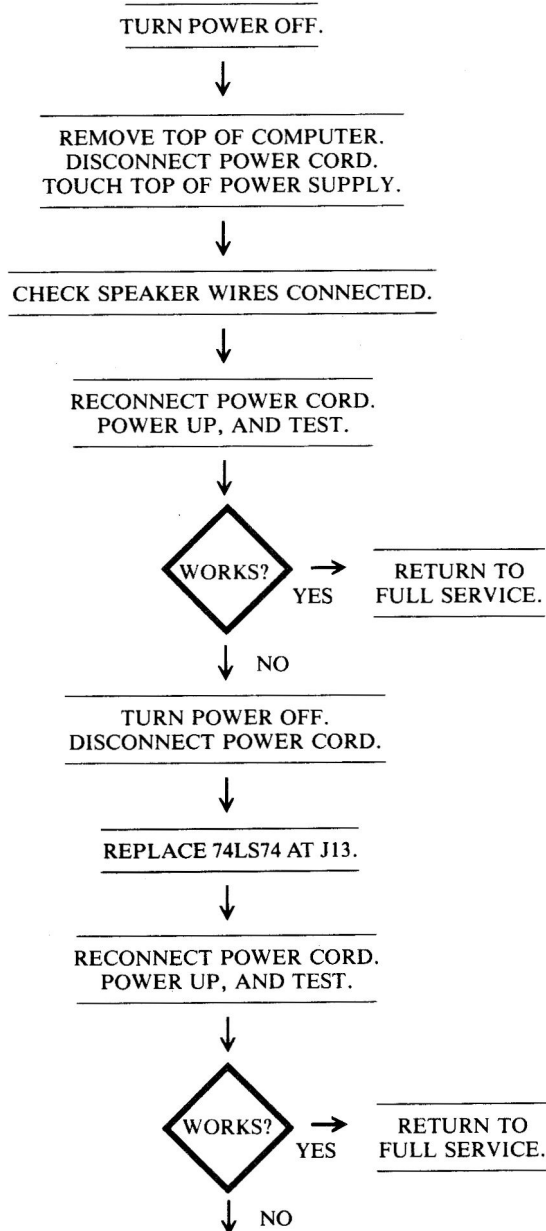 TURN POWER OFF.
REMOVE TOP OF COMPUTER.
DISCONNECT POWER CORD.
TOUCH TOP OF POWER SUPPLY.
CHECK SPEAKER WIRES CONNECTED.
RECONNECT POWER CORD.
POWER UP, AND TEST.
WORKS?
YES
RETURN TO
FULL SERVICE.
NO
TURN POWER OFF.
DISCONNECT POWER CORD.
REPLACE 74LS74 AT J13.
RECONNECT POWER CORD.
POWER UP, AND TEST.
WORKS?
YES
RETURN TO
FULL SERVICE.
NO